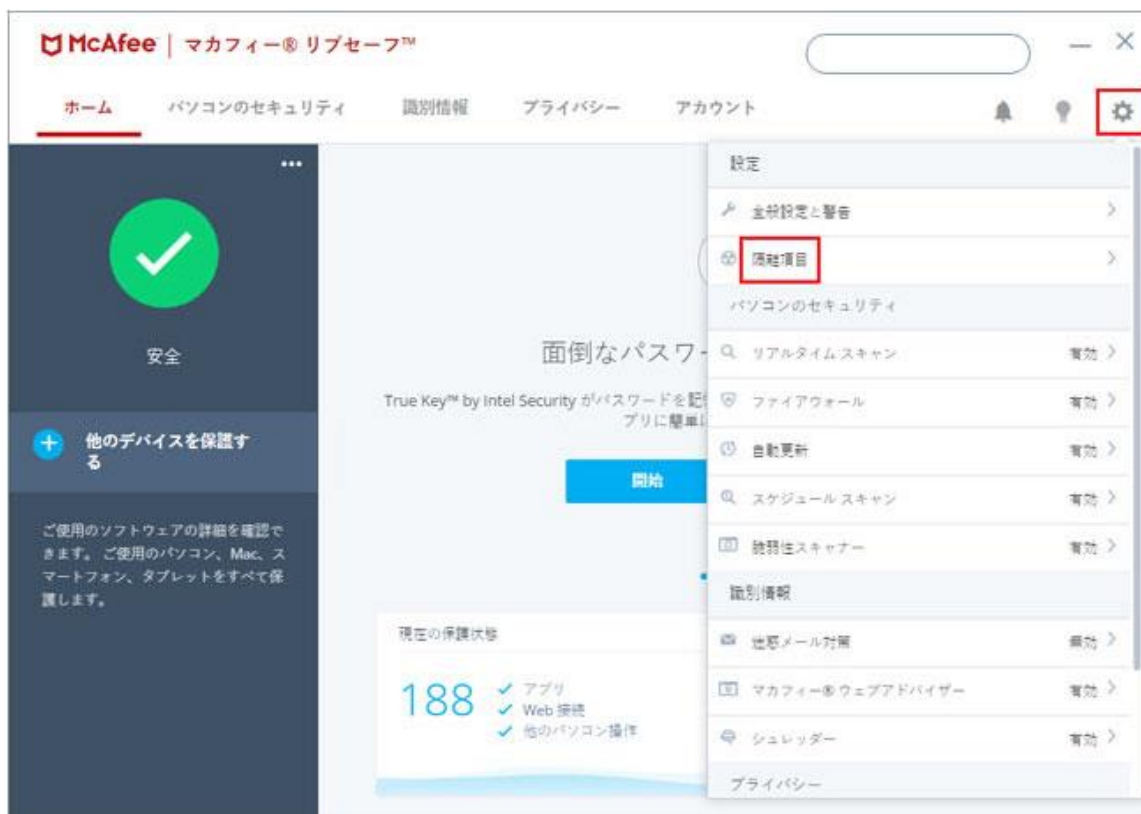 McAfee | マカフィー® リブセーフ™
ホーム パソコンのセキュリティ 識別情報 プライバシー アカウント
安全
他のデバイスを保護す
る
ご使用のソフトウェアの詳細を確認で
きます。 ご使用のパソコン、Mac、ス
マートフォン、タブレットをすべて保
護します。
面倒なパスワー
True Key™ by Intel Security がパスワードを記
プリに簡単に
開始
現在の保護状態
188
アプリ
Web 接続
他のパソコン操作
設定
全般設定と警告
隔離項目
パソコンのセキュリティ
リアルタイム スキャン 有効
ファイアウォール 有効
自動更新 有効
スケジュール スキャン 有効
脆弱性スキャナー 有効
識別情報
迷惑メール対策 無効
マカフィー® ウェブアドバイザー 有効
シュレッダー 有効
プライバシー